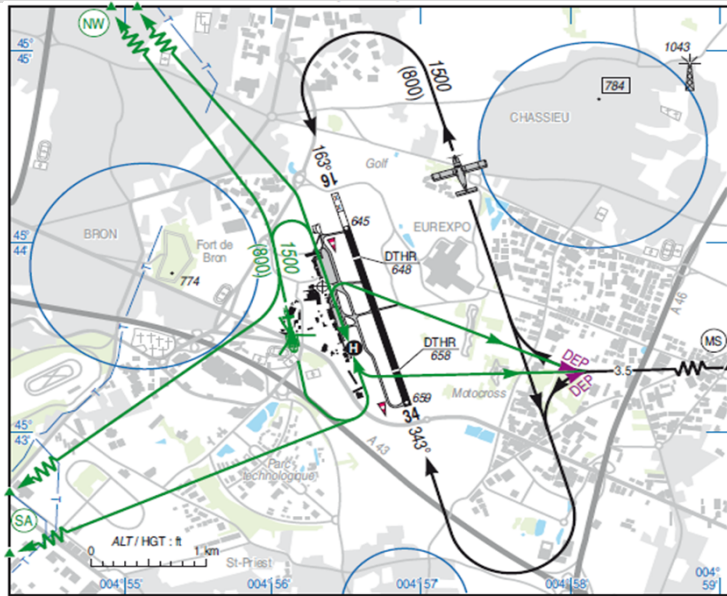 NW
45°
45'
1500
(800)
1043
784
CHASSIEU
163°
16
Golf
645
EUREXPO
45°
44'
BRON
Fort de
Bron
1500
(800)
DTHR
648
774
A 46
MS
H
DTHR
658
DEP
DEP
3.5
Motocross
659
34
343°
45°
43'
A 43
Parc
technologique
SA
ALT / HGT : ft
0 1 km
St-Priest
004°55'
004°56'
004°57'
004°58'
004°
59'
T
T
T
T